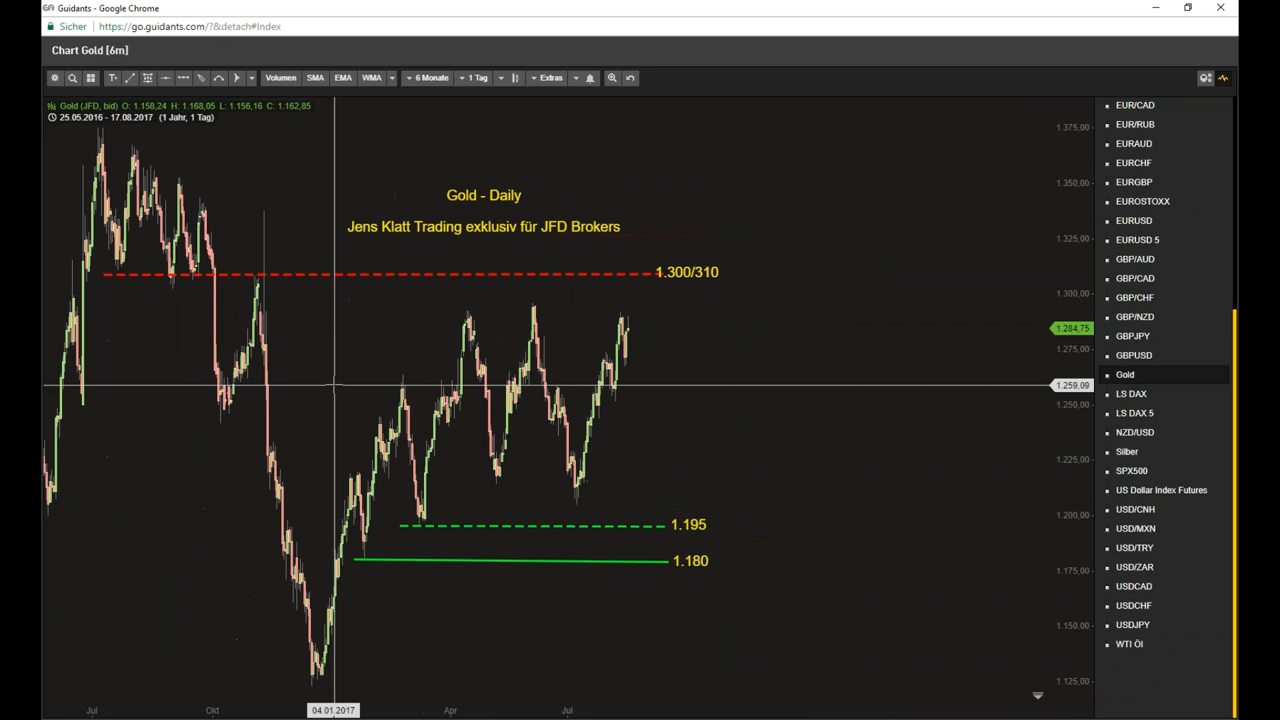 Guidants - Google Chrome
Sicher https://go.guidants.com/?&detach#Index
Chart Gold [6m]
T+ Volumen SMA EMA WMA 6 Monate 1 Tag Extras
Gold (JFD, bid) O: 1.158,24 H: 1.168,05 L: 1.156,16 C: 1.162,85
25.05.2016 - 17.08.2017 (1 Jahr, 1 Tag)
Gold - Daily
Jens Klatt Trading exklusiv für JFD Brokers
1.300/310
1.195
1.180
1.375,00
1.350,00
1.325,00
1.300,00
1.284,75
1.275,00
1.259,09
1.250,00
1.225,00
1.200,00
1.175,00
1.150,00
1.125,00
Jul Okt 04.01.2017 Apr Jul
EUR/CAD
EUR/RUB
EURAUD
EURCHF
EURGBP
EUROSTOXX
EURUSD
EURUSD 5
GBP/AUD
GBP/CAD
GBP/CHF
GBP/NZD
GBPJPY
GBPUSD
Gold
LS DAX
LS DAX 5
NZD/USD
Silber
SPX500
US Dollar Index Futures
USD/CNH
USD/MXN
USD/TRY
USD/ZAR
USDCAD
USDCHF
USDJPY
WTI Öl